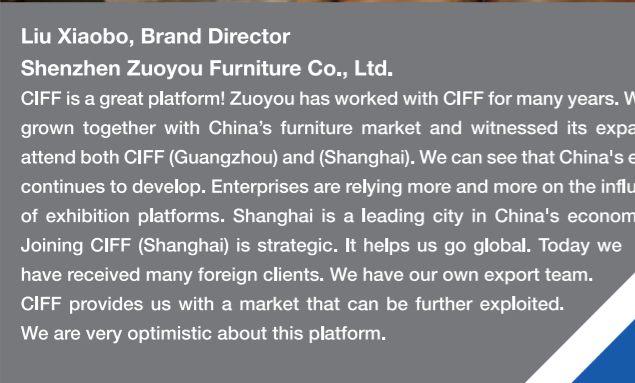 Liu Xiaobo, Brand Director
Shenzhen Zuoyou Furniture Co., Ltd.
CIFF is a great platform! Zuoyou has worked with CIFF for many years.
grown together with China's furniture market and witnessed its
attend both CIFF (Guangzhou) and (Shanghai). We can see that China's
continues to develop. Enterprises are relying more and more on the
of exhibition platforms. Shanghai is a leading city in China's
Joining CIFF (Shanghai) is strategic. It helps us go global. Today we
have received many foreign clients. We have our own export team.
CIFF provides us with a market that can be further exploited.
We are very optimistic about this platform.